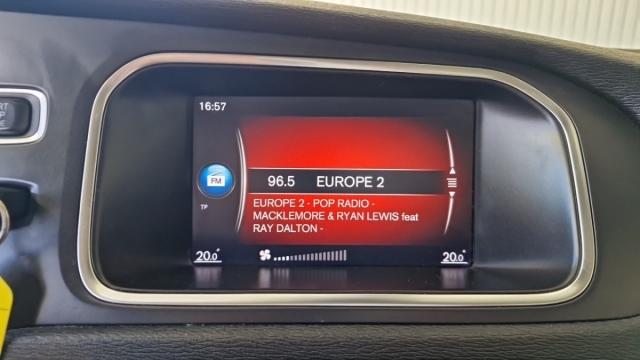 16:57
FM
96.5 EUROPE 2
TP
EUROPE 2 - POP RADIO -
MACKLEMORE & RYAN LEWIS feat
RAY DALTON -
20.0° 20.0°